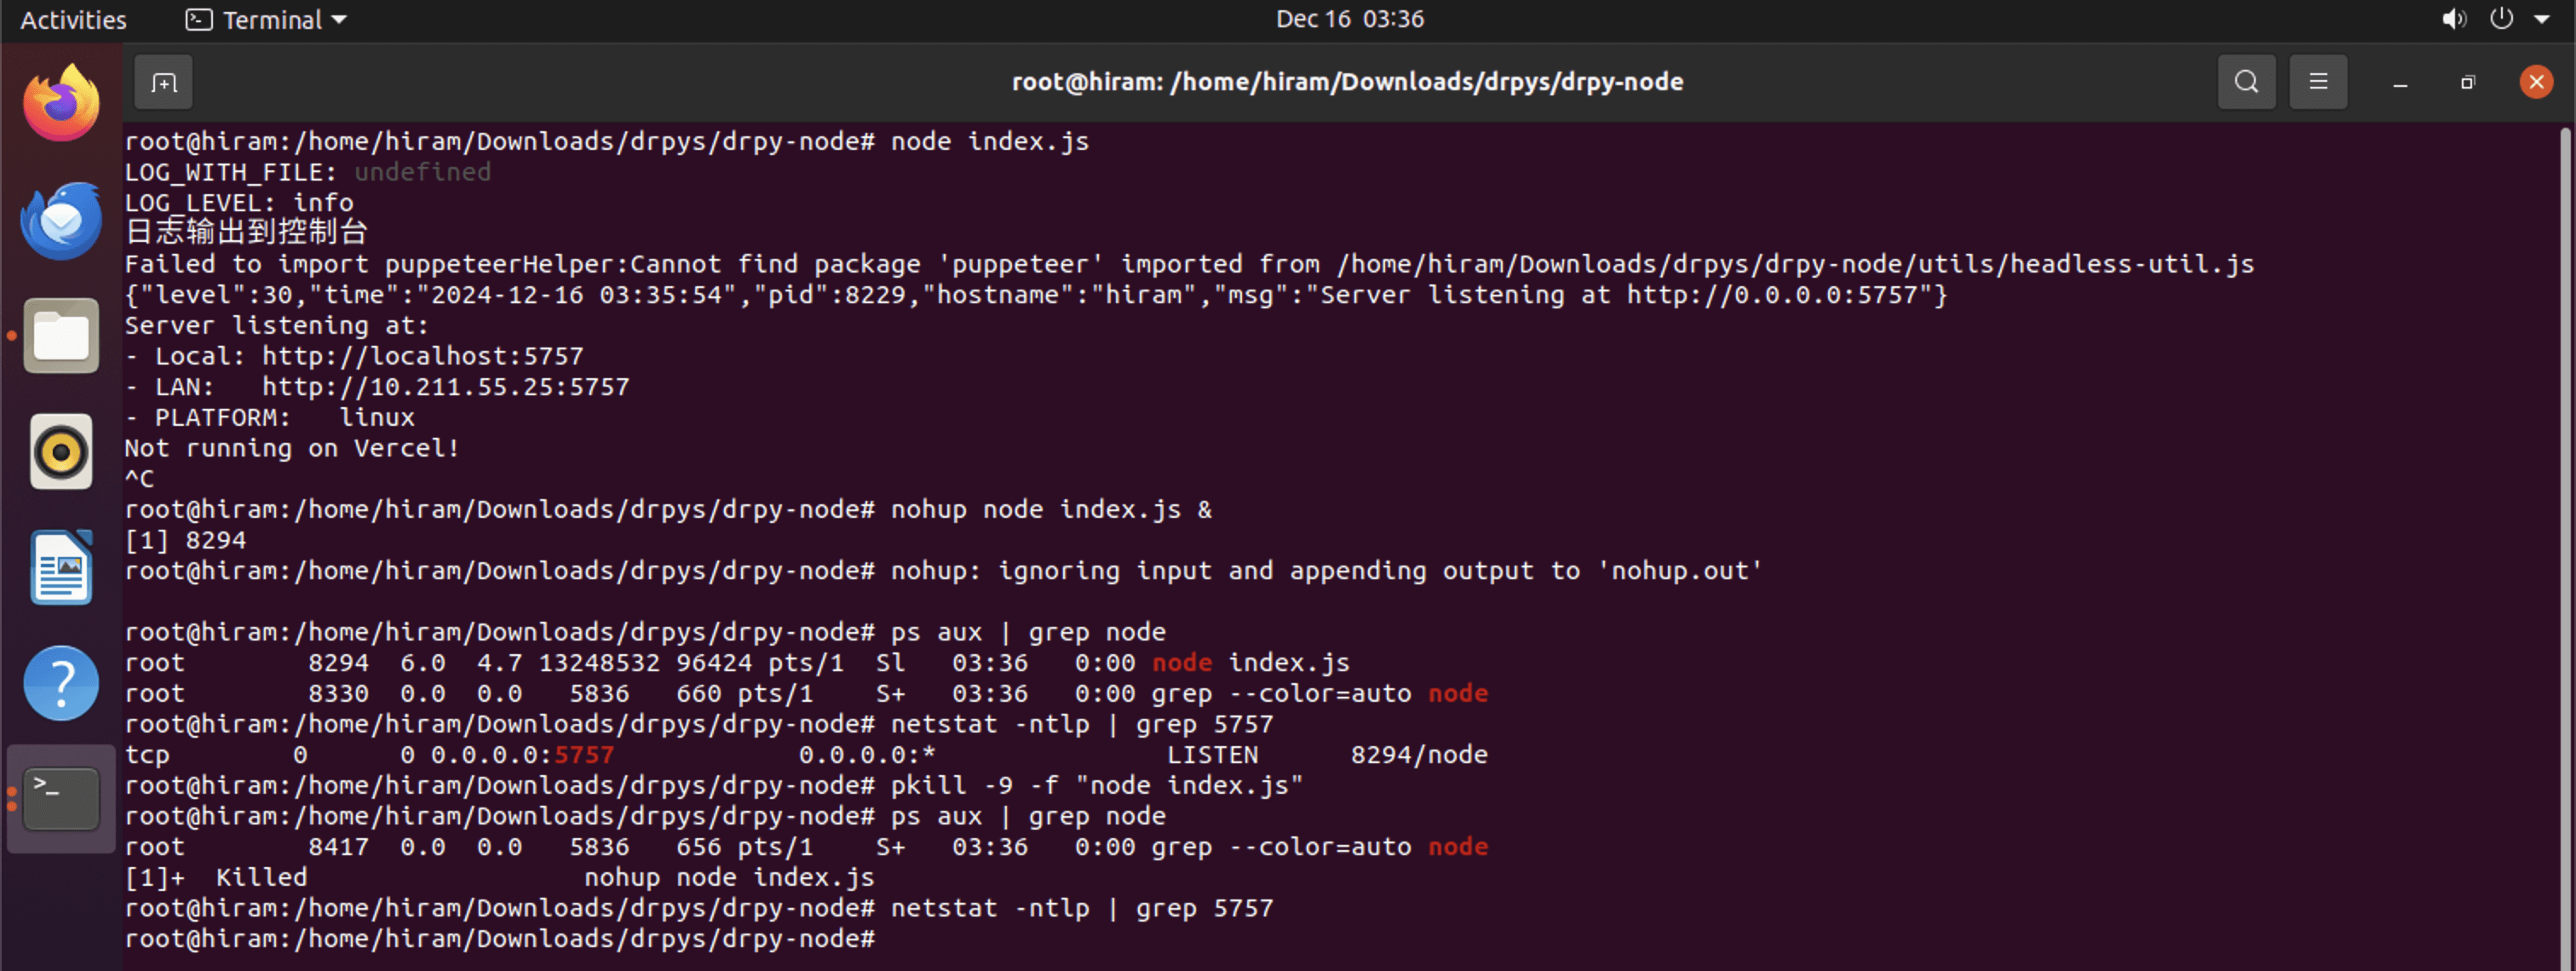 Activities Terminal Dec 16 03:36
root@hiram: /home/hiram/Downloads/drpys/drpy-node
root@hiram:/home/hiram/Downloads/drpys/drpy-node# node index.js
LOG_WITH_FILE: undefined
LOG_LEVEL: info
日志输出到控制台
Failed to import puppeteerHelper:Cannot find package 'puppeteer' imported from /home/hiram/Downloads/drpys/drpy-node/utils/headless-util.js
{"level":30,"time":"2024-12-16 03:35:54","pid":8229,"hostname":"hiram","msg":"Server listening at http://0.0.0.0:5757"}
Server listening at:
- Local: http://localhost:5757
- LAN:   http://10.211.55.25:5757
- PLATFORM:   linux
Not running on Vercel!
^C
root@hiram:/home/hiram/Downloads/drpys/drpy-node# nohup node index.js &
[1] 8294
root@hiram:/home/hiram/Downloads/drpys/drpy-node# nohup: ignoring input and appending output to 'nohup.out'
root@hiram:/home/hiram/Downloads/drpys/drpy-node# ps aux | grep node
root        8294  6.0  4.7 13248532 96424 pts/1  Sl   03:36   0:00 node index.js
root        8330  0.0  0.0   5836   660 pts/1    S+   03:36   0:00 grep --color=auto node
root@hiram:/home/hiram/Downloads/drpys/drpy-node# netstat -ntlp | grep 5757
tcp        0      0 0.0.0.0:5757            0.0.0.0:*               LISTEN      8294/node
root@hiram:/home/hiram/Downloads/drpys/drpy-node# pkill -9 -f "node index.js"
root@hiram:/home/hiram/Downloads/drpys/drpy-node# ps aux | grep node
root        8417  0.0  0.0   5836   656 pts/1    S+   03:36   0:00 grep --color=auto node
[1]+  Killed                  nohup node index.js
root@hiram:/home/hiram/Downloads/drpys/drpy-node# netstat -ntlp | grep 5757
root@hiram:/home/hiram/Downloads/drpys/drpy-node#